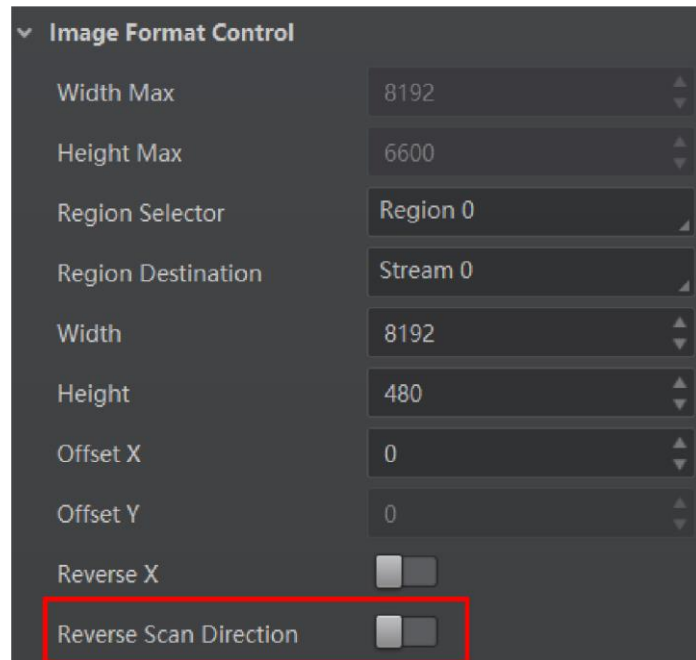 Image Format Control
Width Max 8192
Height Max 6600
Region Selector Region 0
Region Destination Stream 0
Width 8192
Height 480
Offset X 0
Offset Y 0
Reverse X
Reverse Scan Direction